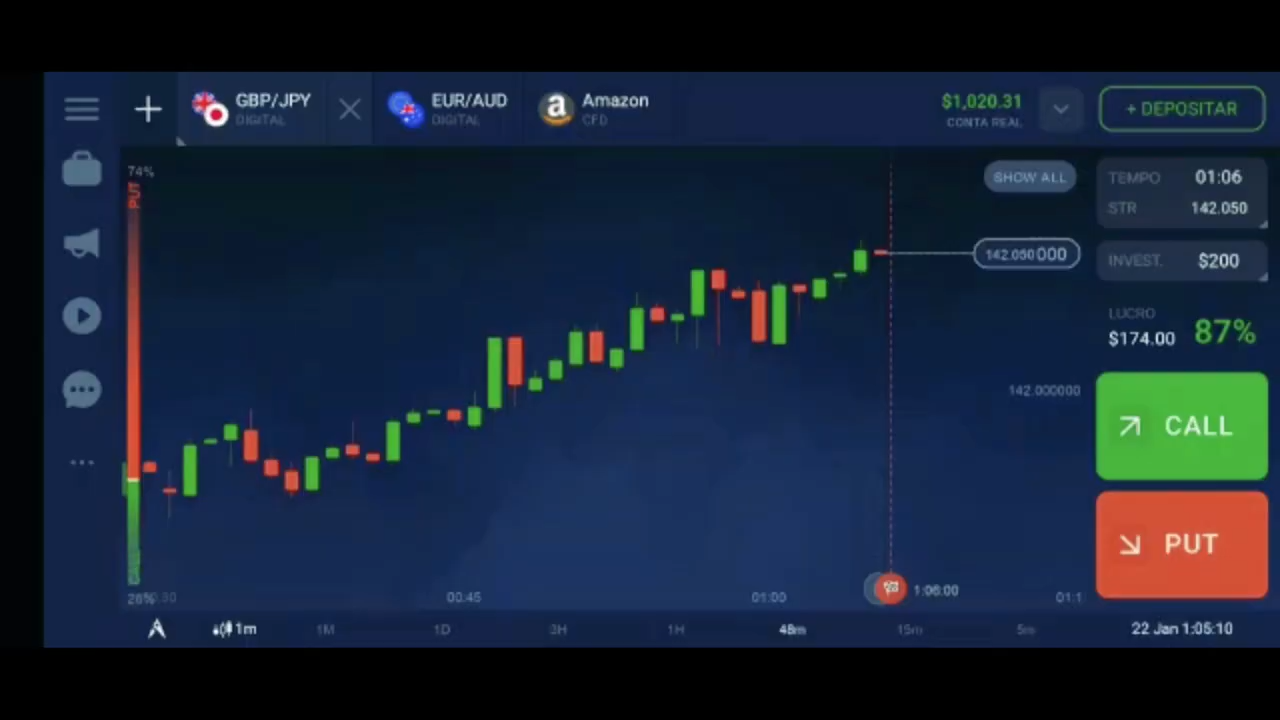 GBP/JPY
DIGITAL
EUR/AUD
DIGITAL
Amazon
CFD
$1,020.31
CONTA REAL
+ DEPOSITAR
74%
PUT
SHOW ALL
TEMPO 01:06
STR 142.050
142.050000
INVEST. $200
LUCRO
$174.00 87%
142.000000
CALL
PUT
CALL
26%
00:45
01:00
1:06:00
01:1
1m
1M
1D
3H
1H
48m
15m
5m
22 Jan 1:05:10